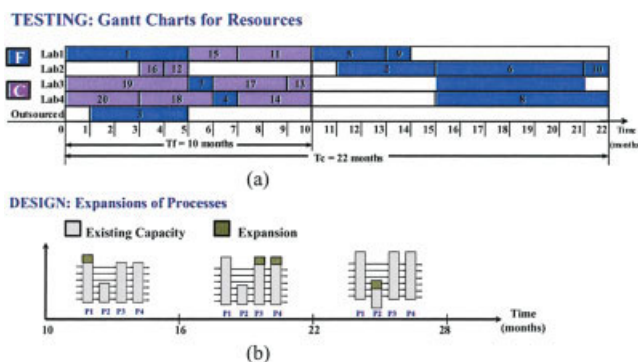 TESTING: Gantt Charts for Resources
F Lab1 1 15 11 5 9
Lab2 16 12 2 6 10
C Lab3 19 7 17 13
Lab4 20 18 4 14 8
Outsourced 3
0 1 2 3 4 5 6 7 8 9 10 11 12 13 14 15 16 17 18 19 20 21 22 Time
(months)
Tf = 10 months
Tc = 22 months
(a)
DESIGN: Expansions of Processes
Existing Capacity Expansion
P1 P2 P3 P4 P1 P2 P3 P4 P1 P2 P3 P4
Time
10 16 22 28 (months)
(b)